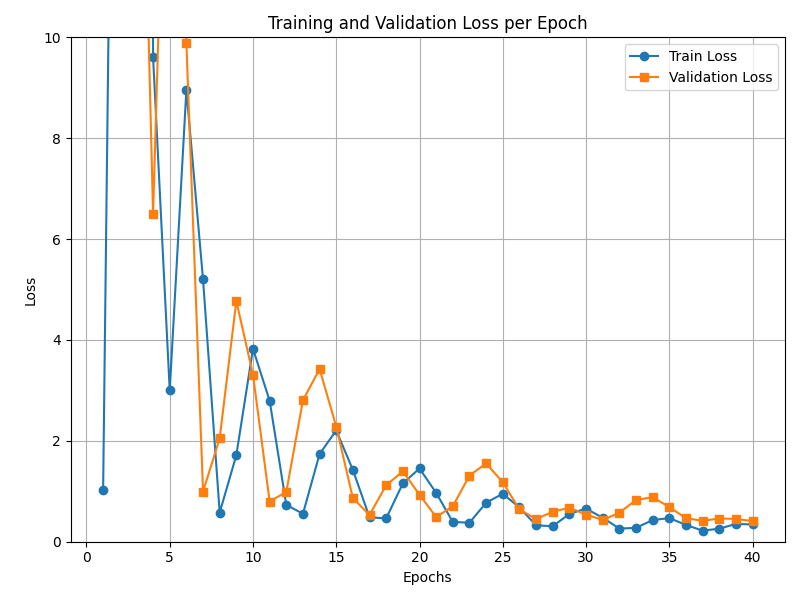 Training and Validation Loss per Epoch
Train Loss
Validation Loss
Loss
10
8
6
4
2
0
0 5 10 15 20 25 30 35 40
Epochs